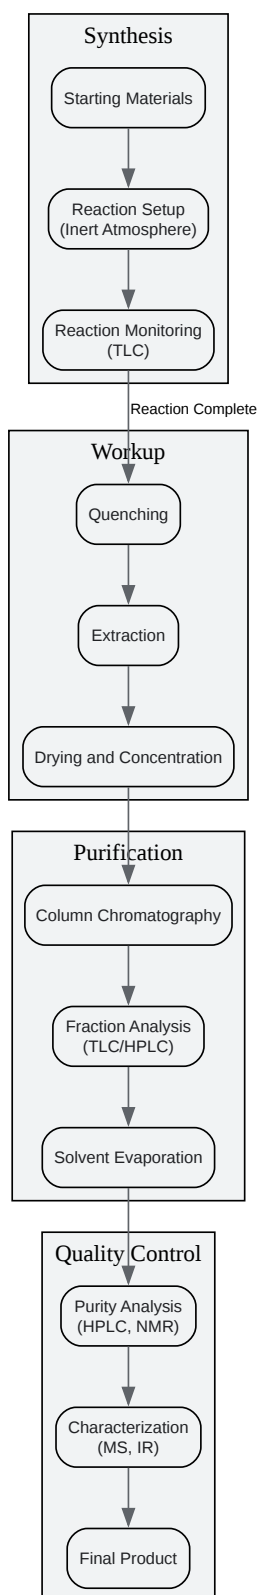 Synthesis
Starting Materials
Reaction Setup
(Inert Atmosphere)
Reaction Monitoring
(TLC)
Reaction Complete
Workup
Quenching
Extraction
Drying and Concentration
Purification
Column Chromatography
Fraction Analysis
(TLC/HPLC)
Solvent Evaporation
Quality Control
Purity Analysis
(HPLC, NMR)
Characterization
(MS, IR)
Final Product